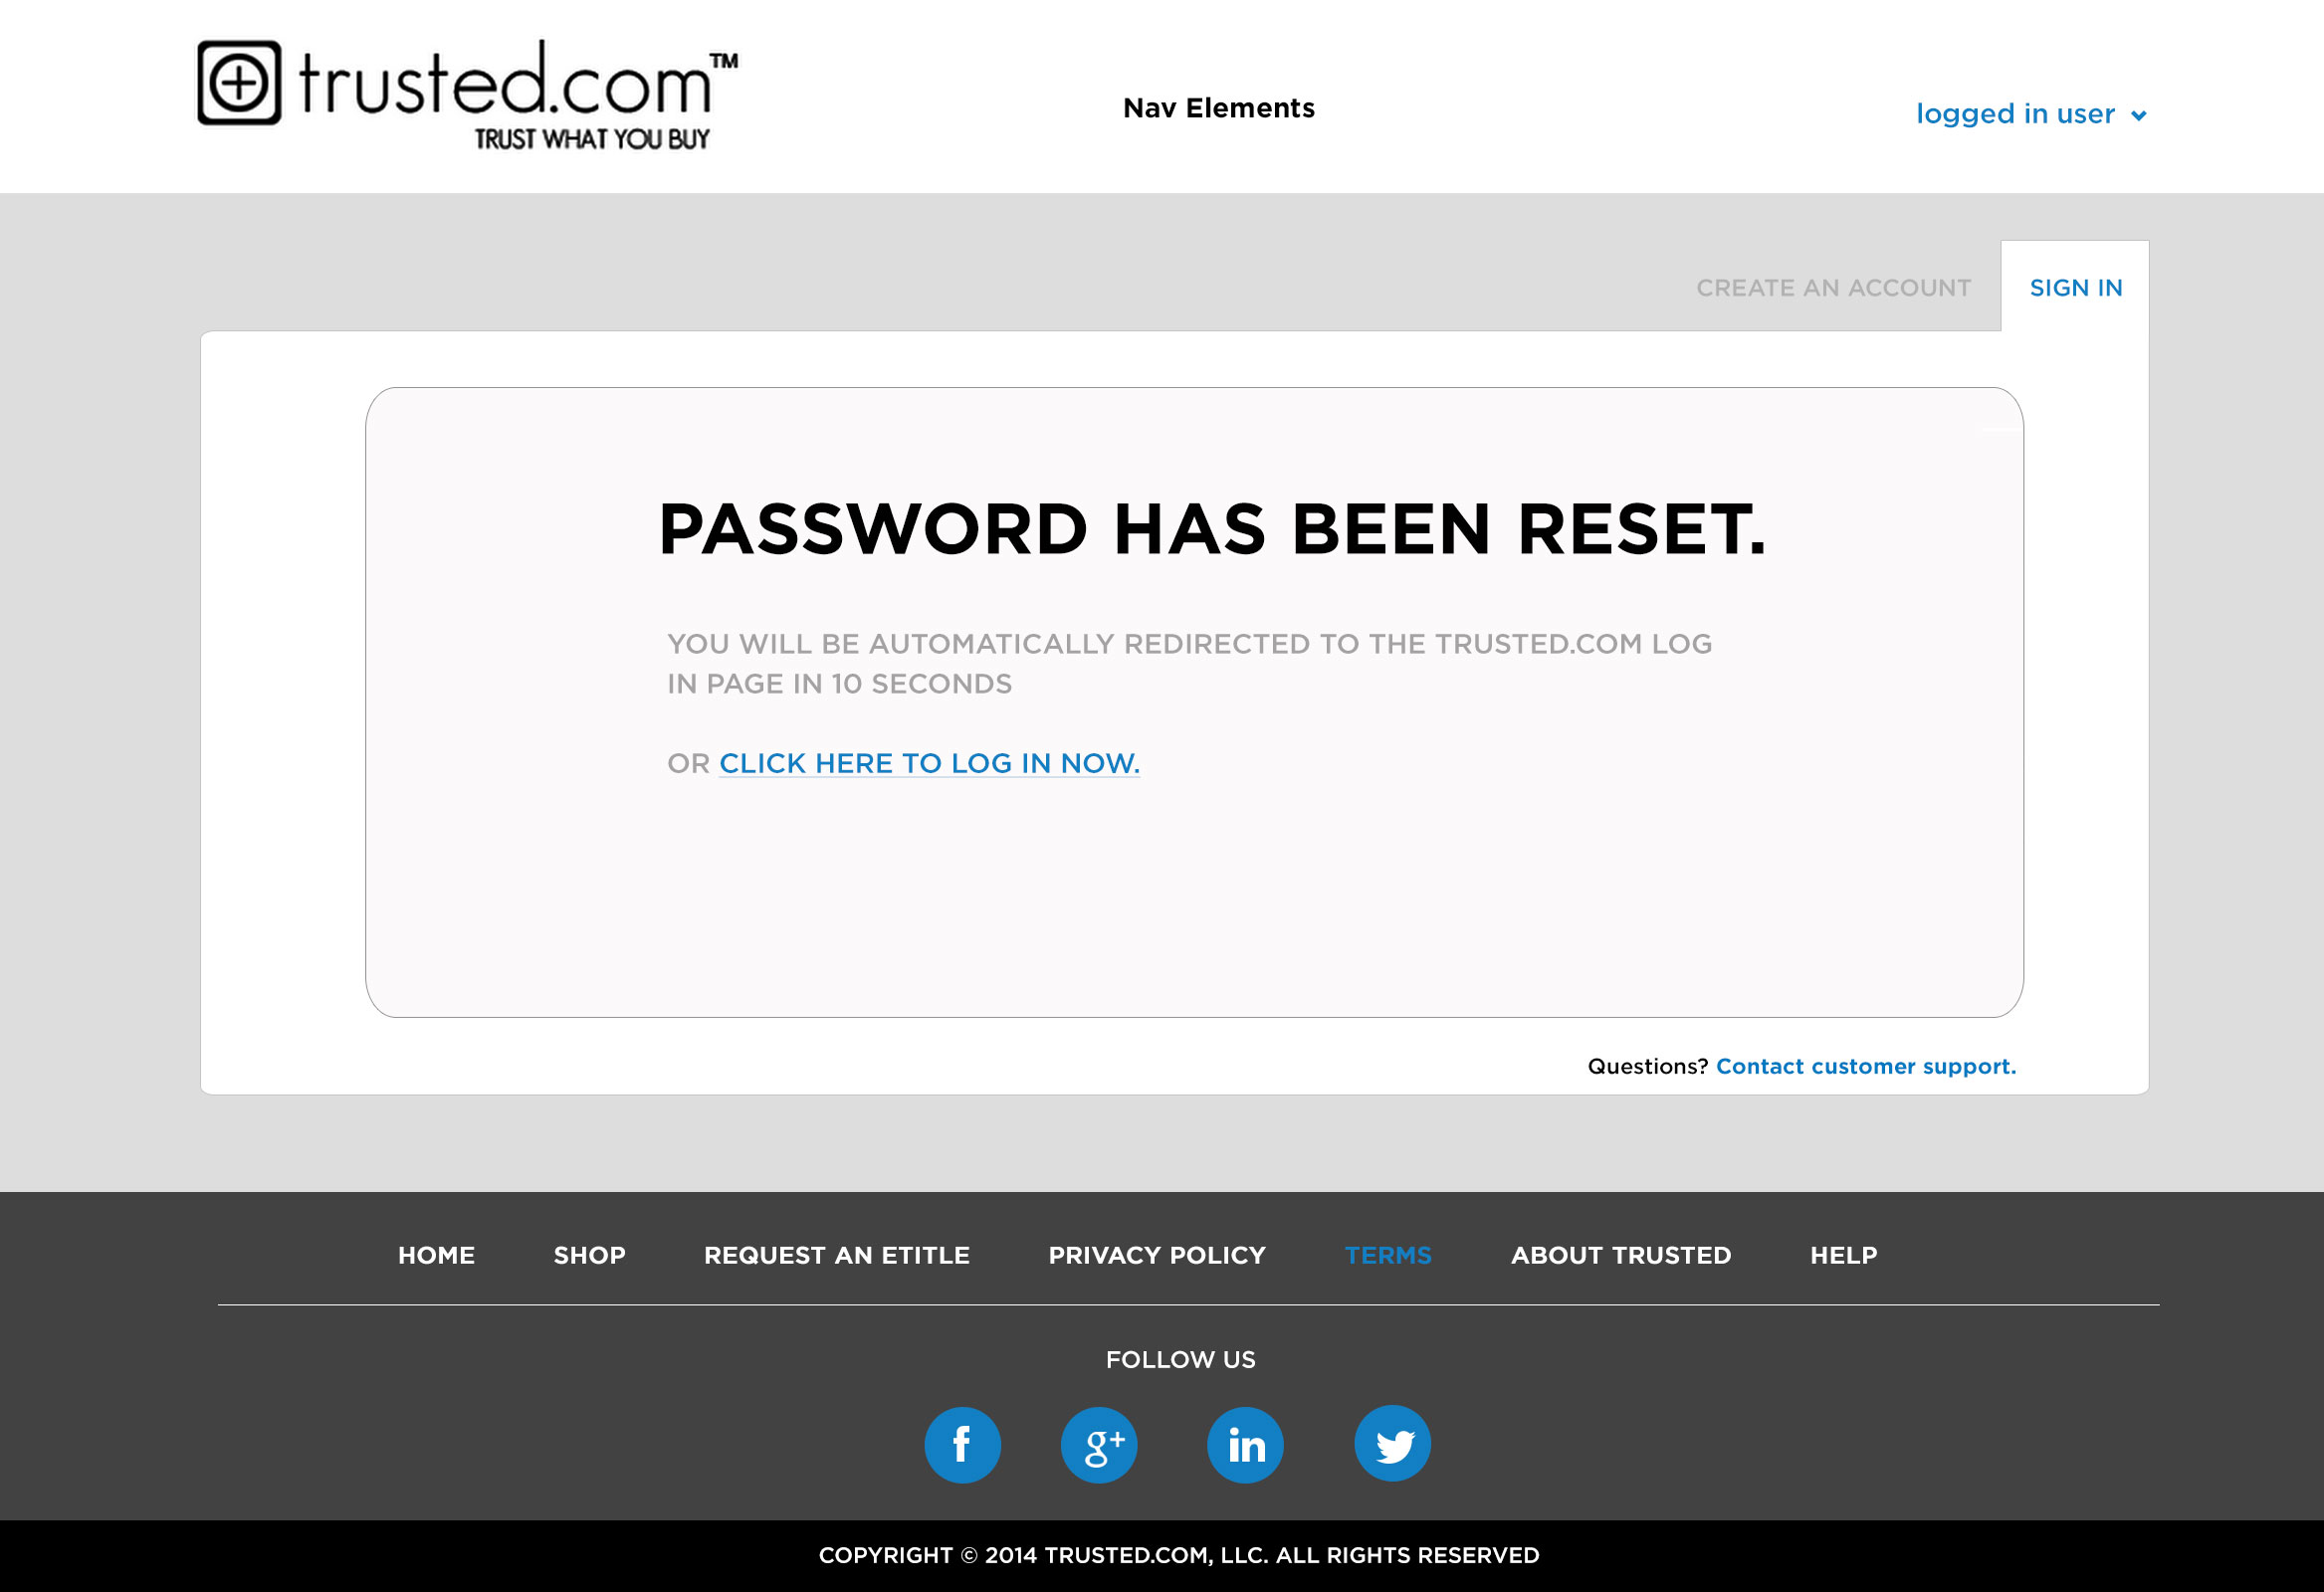 trusted.com™
TRUST WHAT YOU BUY
Nav Elements
logged in user
CREATE AN ACCOUNT
SIGN IN
PASSWORD HAS BEEN RESET.
YOU WILL BE AUTOMATICALLY REDIRECTED TO THE TRUSTED.COM LOG
IN PAGE IN 10 SECONDS
OR CLICK HERE TO LOG IN NOW.
Questions? Contact customer support.
HOME SHOP REQUEST AN ETITLE PRIVACY POLICY TERMS ABOUT TRUSTED HELP
FOLLOW US
f g+ in
COPYRIGHT © 2014 TRUSTED.COM, LLC. ALL RIGHTS RESERVED